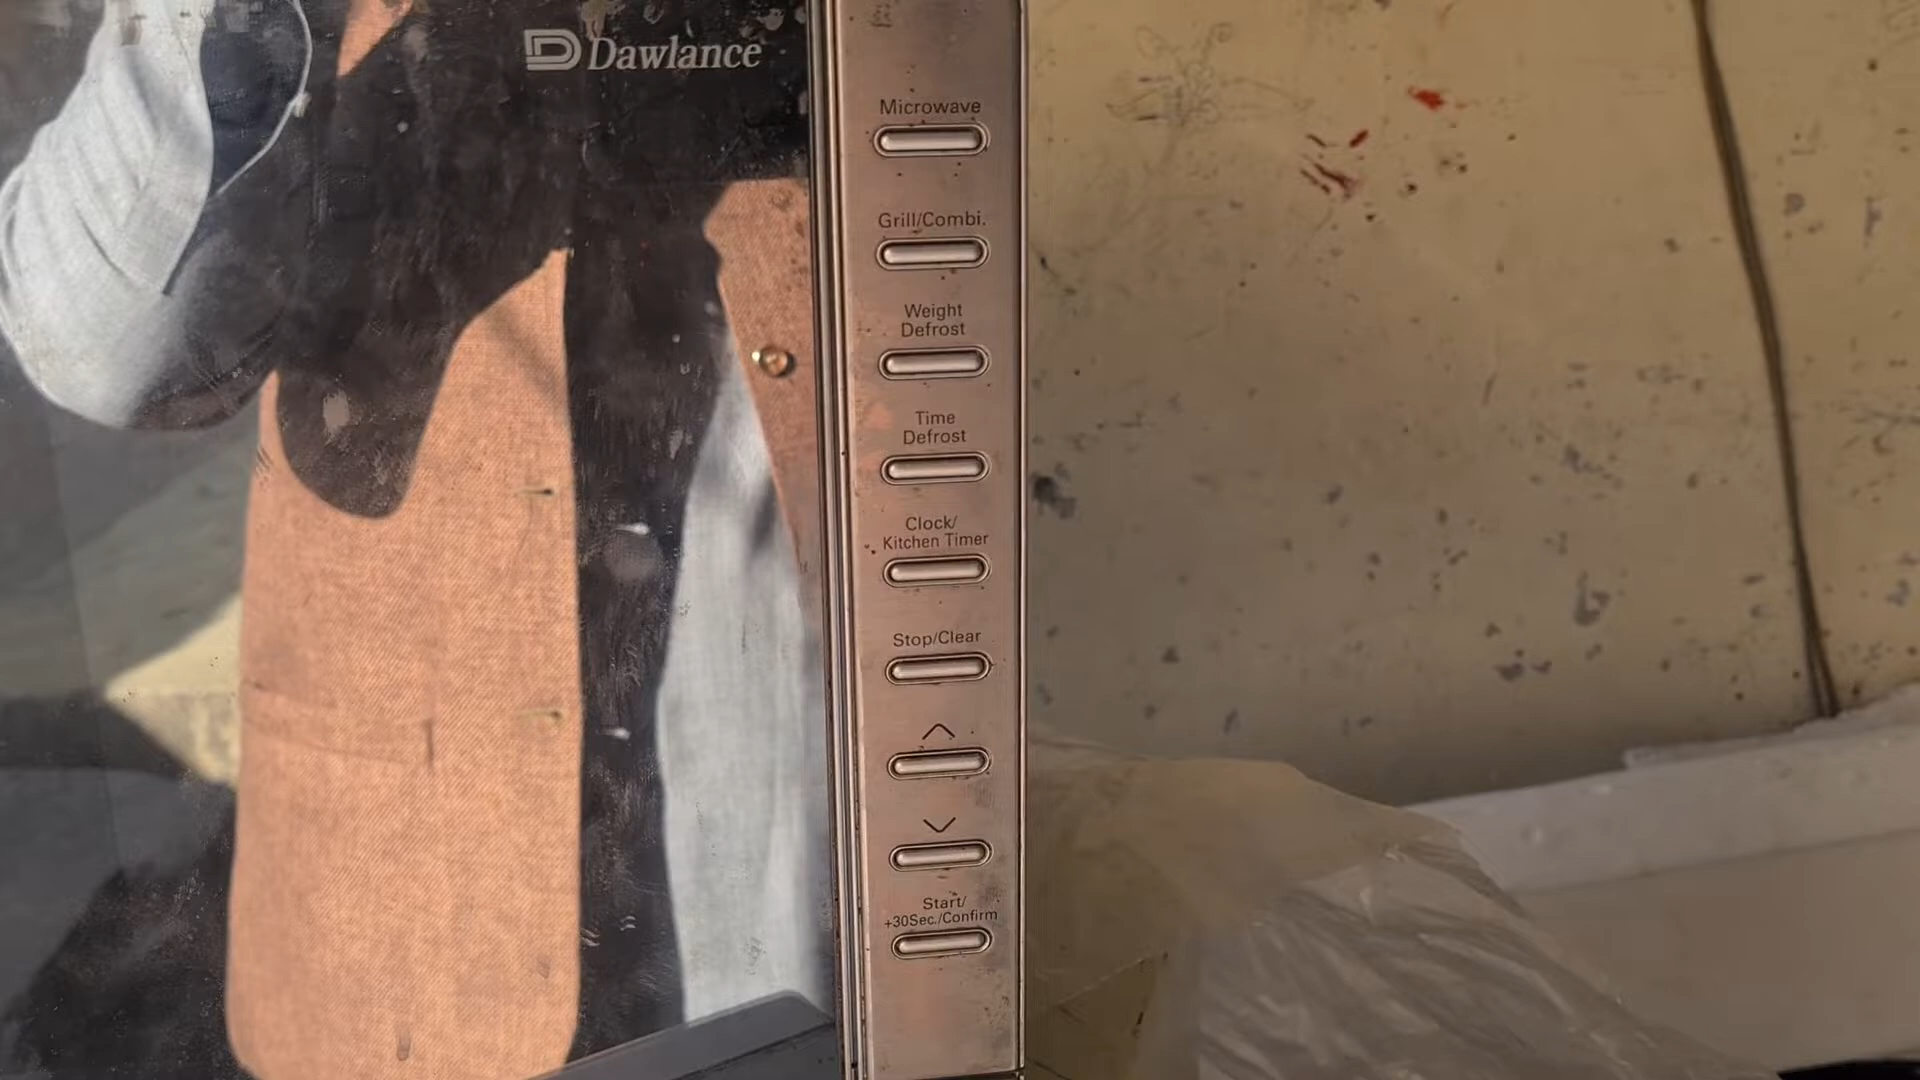 Dawlance
Microwave
Grill/Combi.
Weight
Defrost
Time
Defrost
Clock/
Kitchen Timer
Stop/Clear
Start/
+30Sec./Confirm